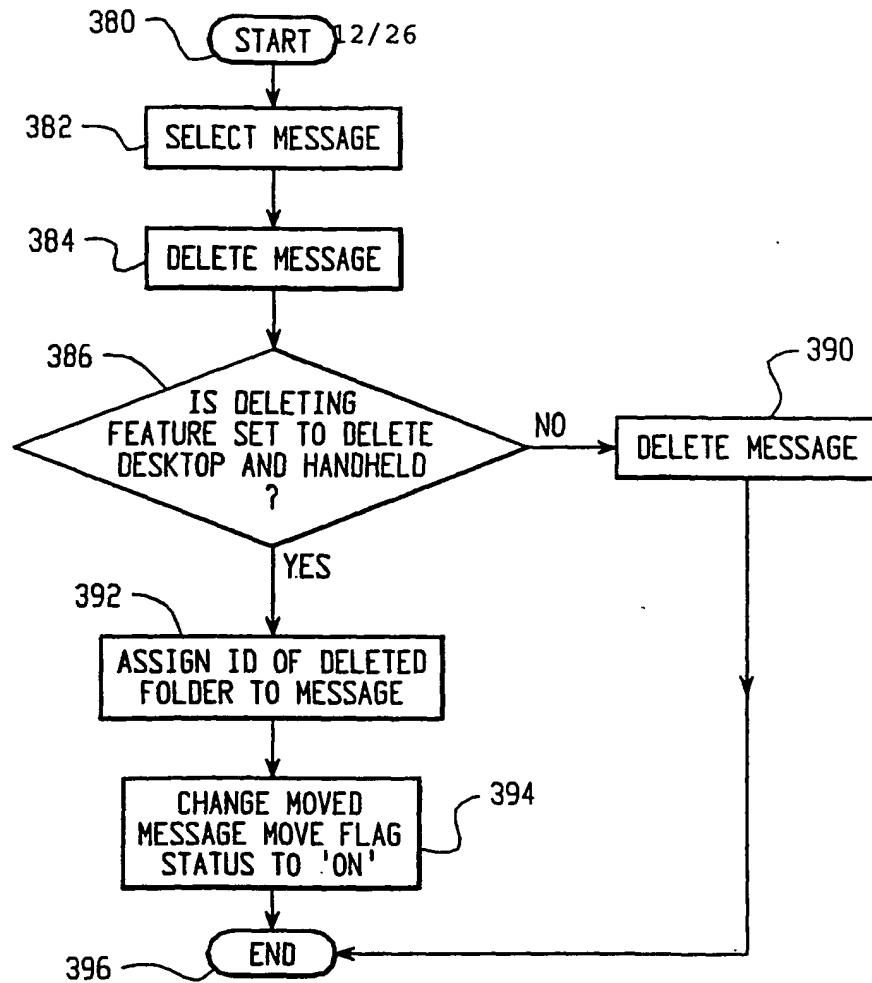 380
START
12/26
382
SELECT MESSAGE
384
DELETE MESSAGE
386
IS DELETING
FEATURE SET TO DELETE
DESKTOP AND HANDHELD
?
NO
390
DELETE MESSAGE
YES
392
ASSIGN ID OF DELETED
FOLDER TO MESSAGE
CHANGE MOVED
MESSAGE MOVE FLAG
STATUS TO 'ON'
394
END
396